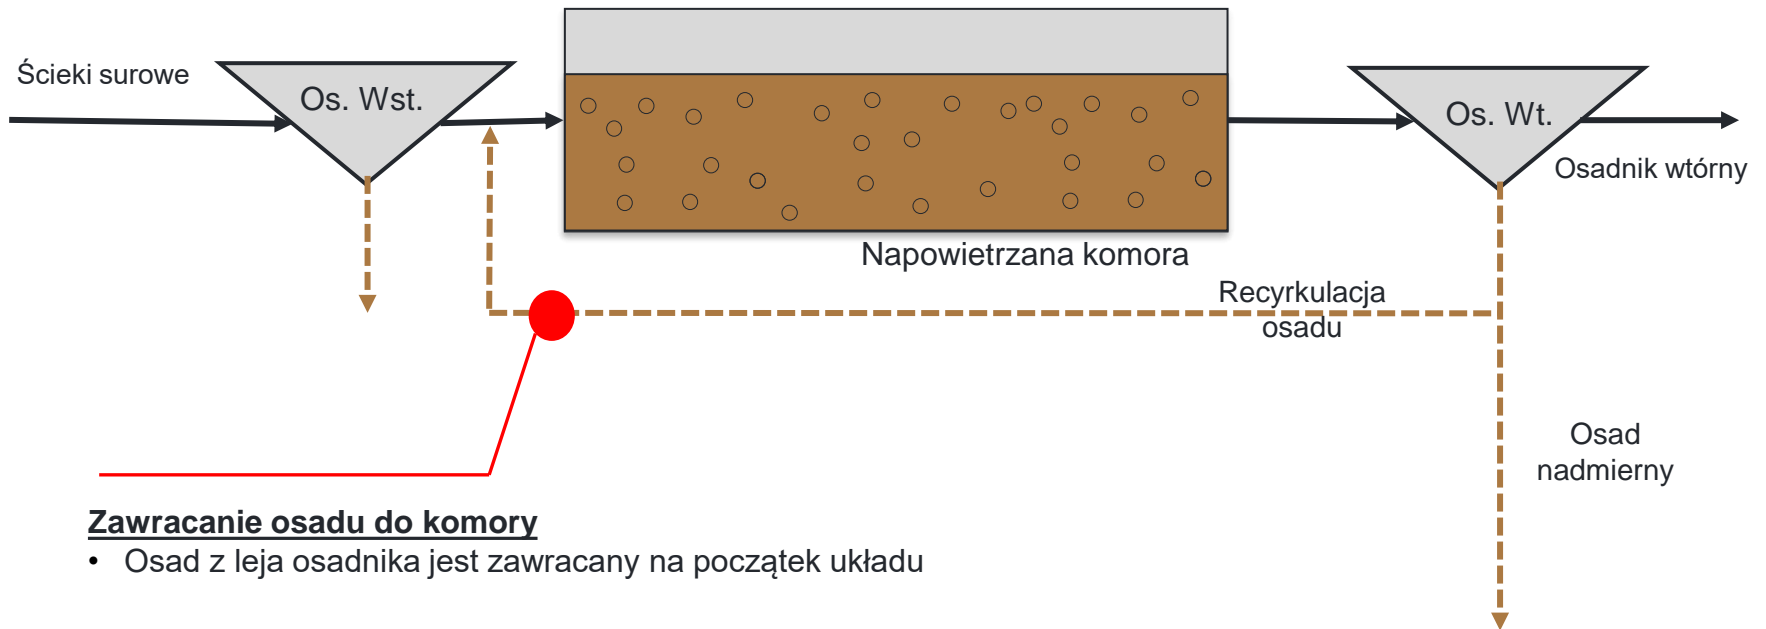 Ścieki surowe
Os. Wst.
Os. Wt.
Osadnik wtórny
Napowietrzana komora
Recyrkulacja
osadu
Osad
nadmierny
Zawracanie osadu do komory
• Osad z leja osadnika jest zawracany na początek układu